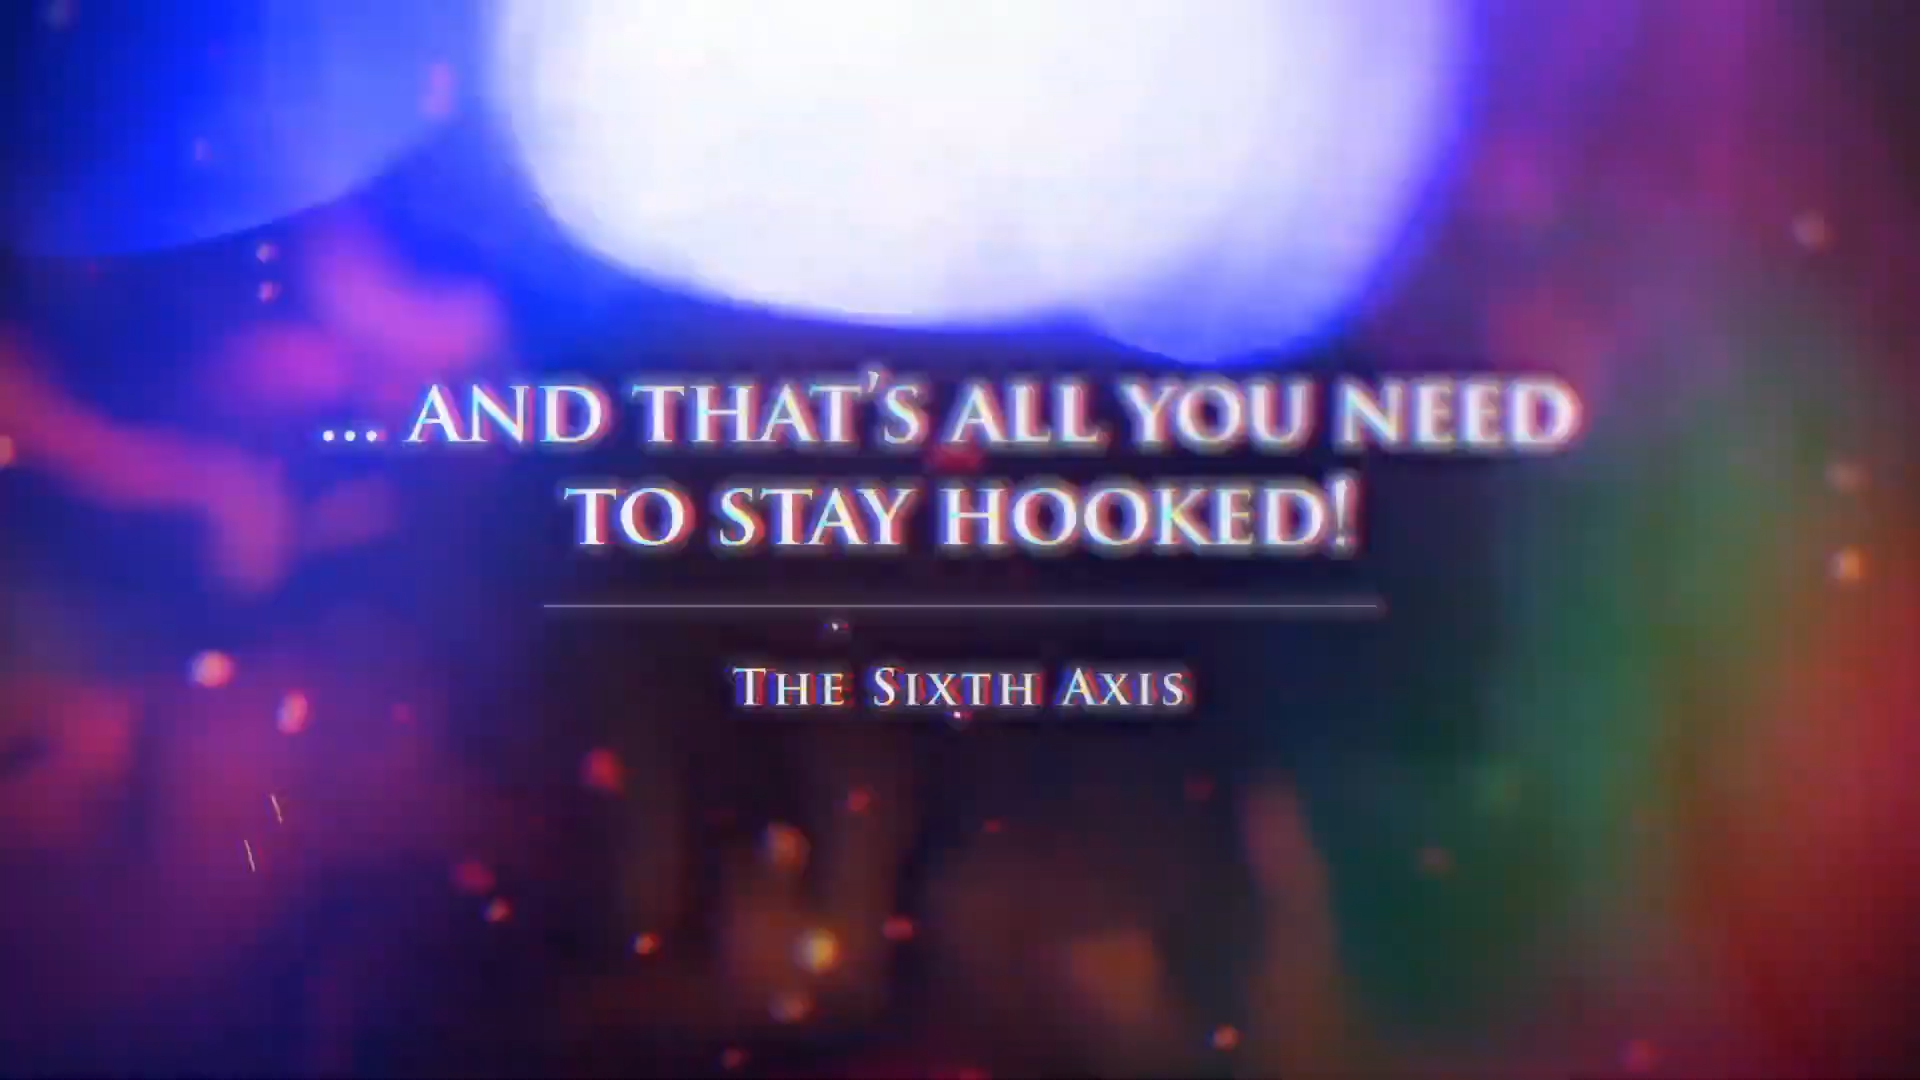 ... AND THAT'S ALL YOU NEED
TO STAY HOOKED!
THE SIXTH AXIS